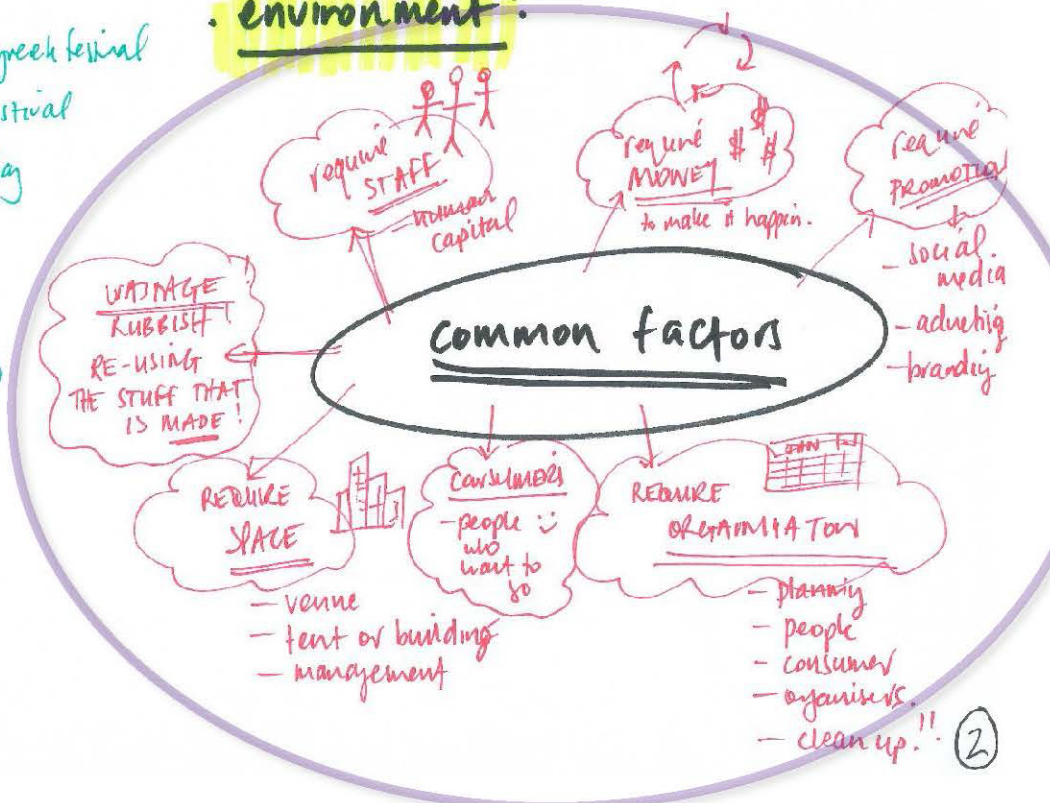 . environment .
greek festival
stival
require
STAFF
- human
capital
require
MONEY
$ $ $
to make it happen.
require
PROMOTION
- social
media
- adveting
- branding
common factors
WASTAGE!
RUBBISH!
RE-USING
THE STUFF THAT
IS MADE!
REQUIRE
SPACE
- venue
- tent or building
- management
consumers
- people
who
want to
go
REQUIRE
ORGANISATION
- planning
- people
- consumer
- organisers.
- clean up.!!
2